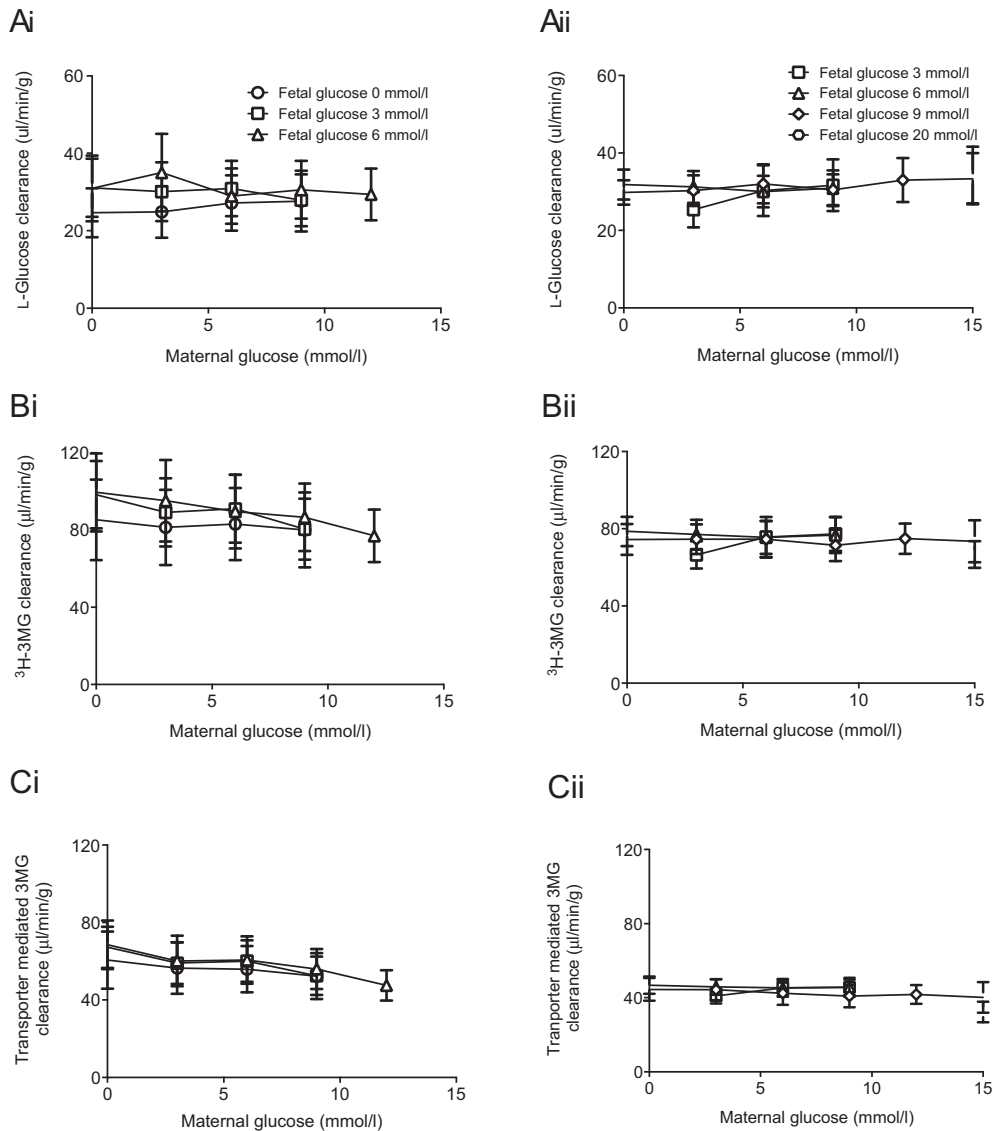 Ai
L-Glucose clearance (ul/min/g)
60
40
20
0
0 5 10 15
Maternal glucose (mmol/l)
Fetal glucose 0 mmol/l
Fetal glucose 3 mmol/l
Fetal glucose 6 mmol/l
Aii
L-Glucose clearance (ul/min/g)
60
40
20
0
0 5 10 15
Maternal glucose (mmol/l)
Fetal glucose 3 mmol/l
Fetal glucose 6 mmol/l
Fetal glucose 9 mmol/l
Fetal glucose 20 mmol/l
Bi
³H-3MG clearance (µl/min/g)
120
80
40
0
0 5 10 15
Maternal glucose (mmol/l)
Bii
³H-3MG clearance (µl/min/g)
120
80
40
0
0 5 10 15
Maternal glucose (mmol/l)
Ci
Tranporter mediated 3MG
clearance (µl/min/g)
120
80
40
0
0 5 10 15
Maternal glucose (mmol/l)
Cii
Tranporter mediated 3MG
clearance (µl/min/g)
120
80
40
0
0 5 10 15
Maternal glucose (mmol/l)